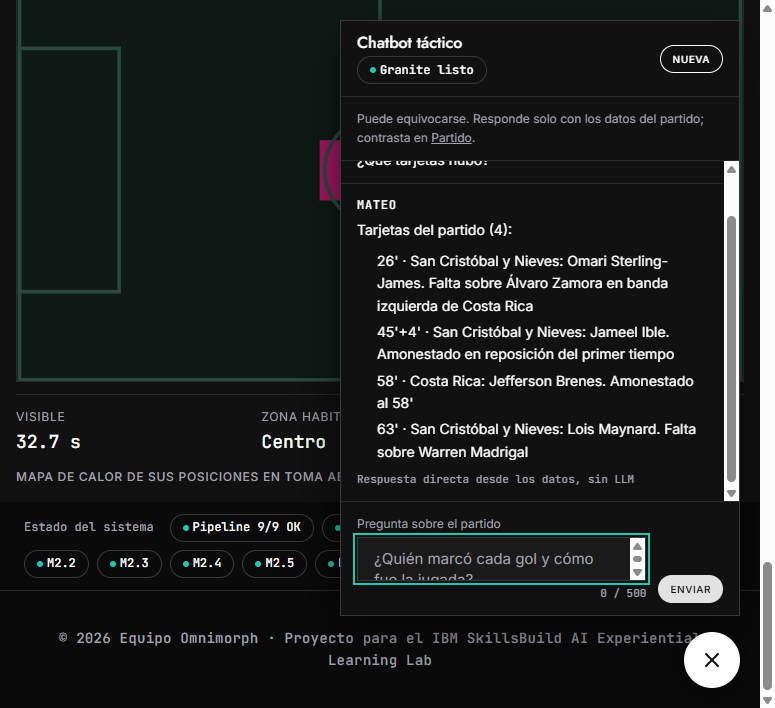 Chatbot táctico
Granite listo
NUEVA
Puede equivocarse. Responde solo con los datos del partido;
contrasta en Partido.
¿Qué tarjetas hubo?
MATEO
Tarjetas del partido (4):
26' · San Cristóbal y Nieves: Omari Sterling-
James. Falta sobre Álvaro Zamora en banda
izquierda de Costa Rica
45'+4' · San Cristóbal y Nieves: Jameel Ible.
Amonestado en reposición del primer tiempo
58' · Costa Rica: Jefferson Brenes. Amonestado
al 58'
63' · San Cristóbal y Nieves: Lois Maynard. Falta
sobre Warren Madrigal
Respuesta directa desde los datos, sin LLM
Pregunta sobre el partido
¿Quién marcó cada gol y cómo
fue la jugada?
0 / 500
ENVIAR
VISIBLE
32.7 s
ZONA HABIT
Centro
MAPA DE CALOR DE SUS POSICIONES EN TOMA
Estado del sistema
Pipeline 9/9 OK
M2.2
M2.3
M2.4
M2.5
© 2026 Equipo Omnimorph · Proyecto para el IBM SkillsBuild AI Experiential
Learning Lab